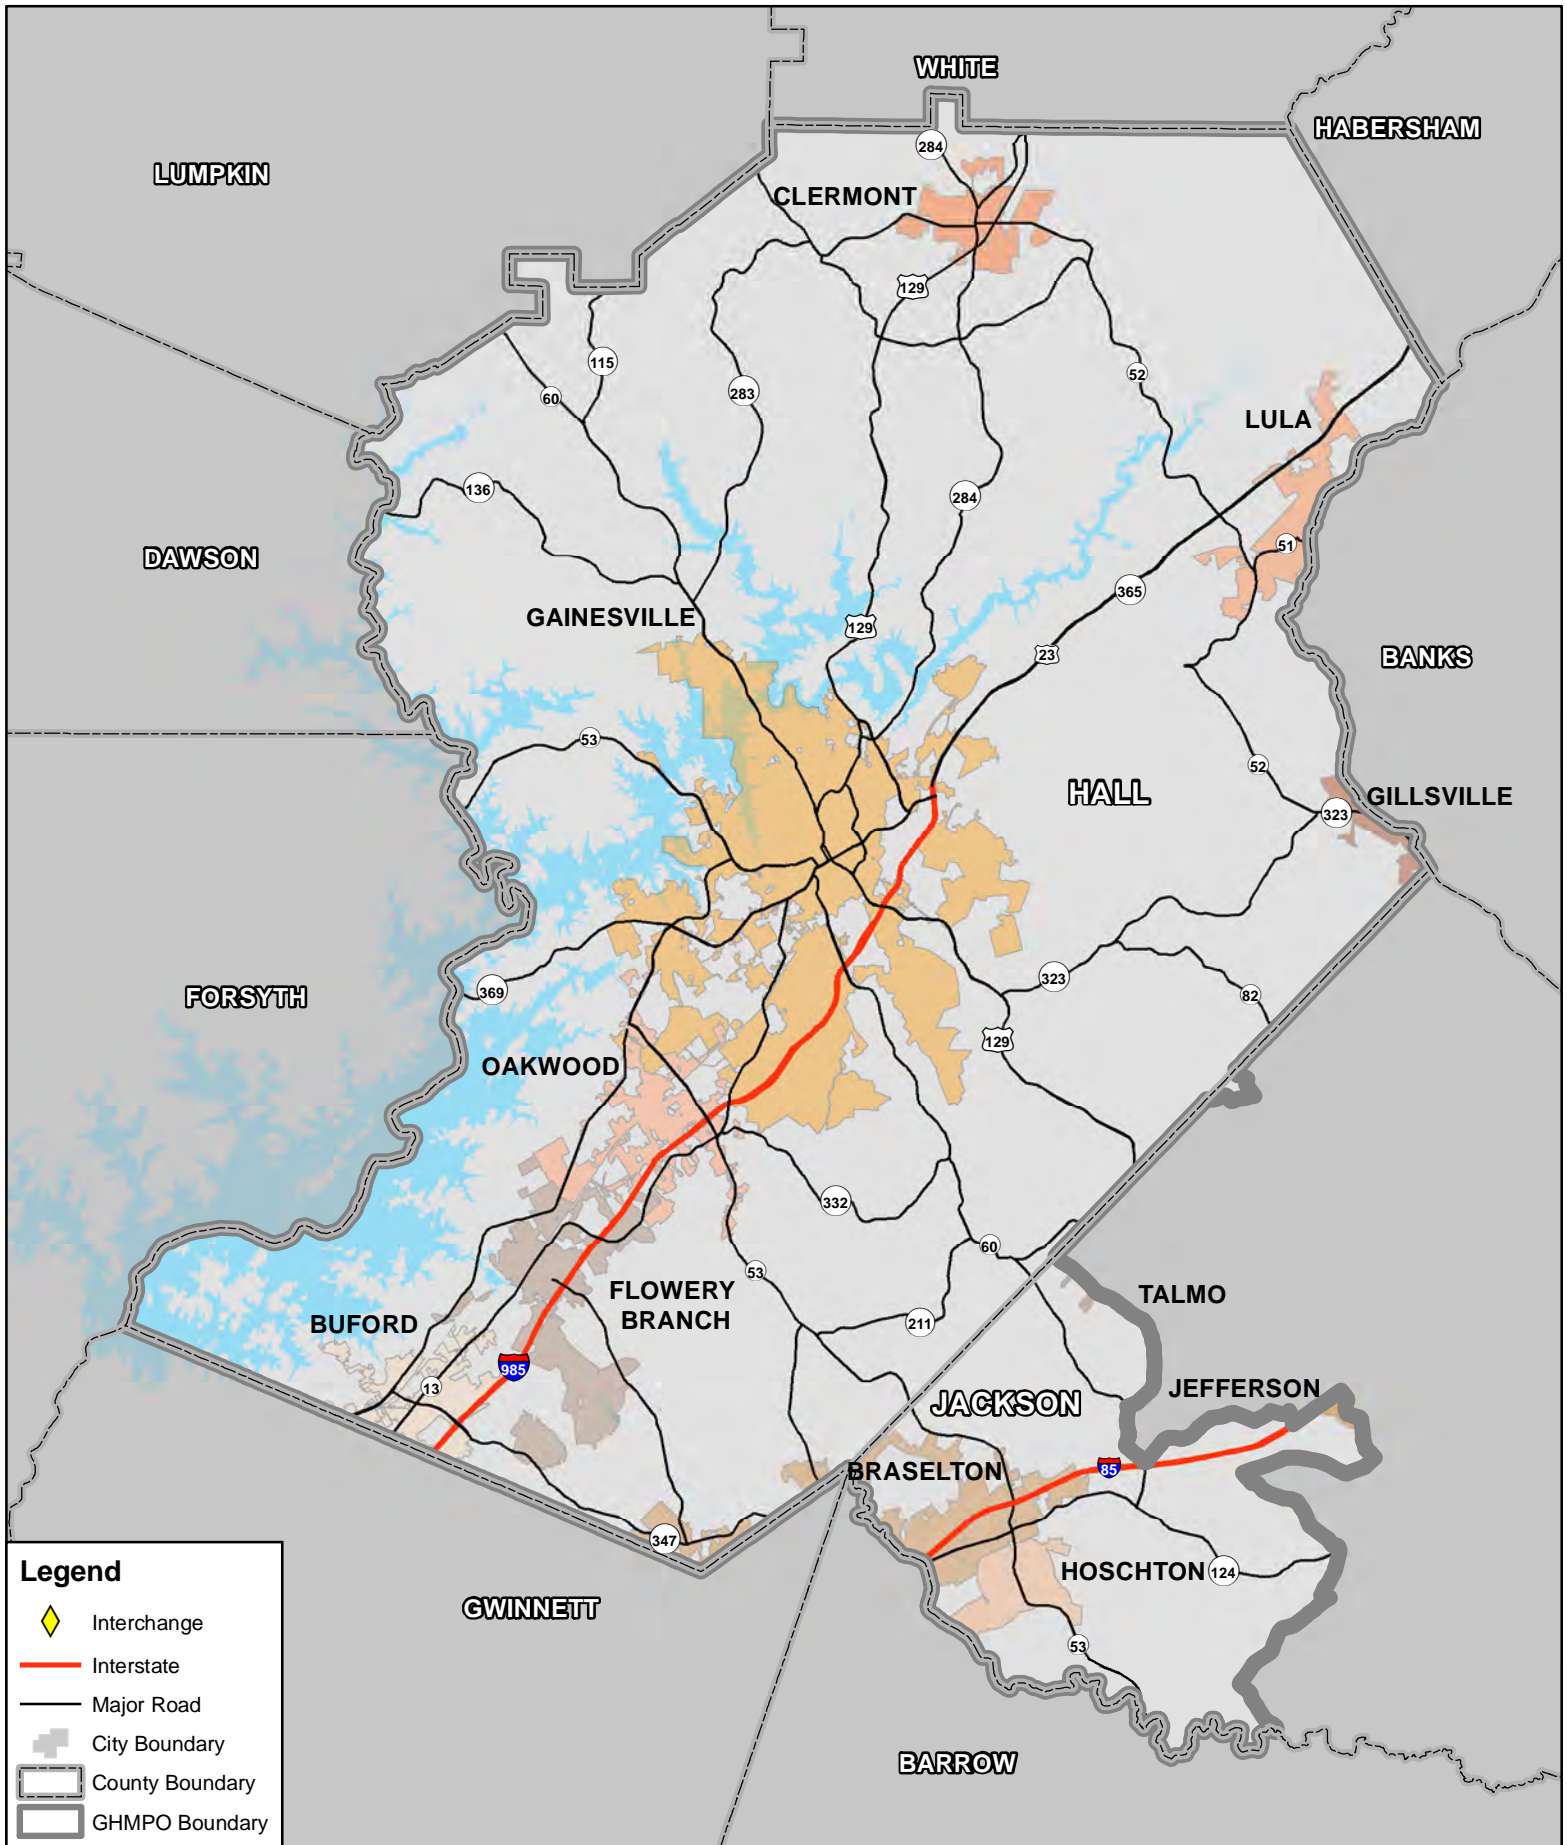 WHITE
HABERSHAM
284
LUMPKIN
CLERMONT
129
115
52
283
60
LULA
136
284
51
DAWSON
365
GAINESVILLE
129
23
BANKS
53
52
HALL
GILLSVILLE
323
323
369
82
FORSYTH
129
OAKWOOD
332
60
53
FLOWERY
BRANCH
TALMO
211
BUFORD
985
13
JEFFERSON
JACKSON
BRASELTON
85
347
HOSCHTON
124
GWINNETT
53
BARROW
Legend
Interchange
Interstate
Major Road
City Boundary
County Boundary
GHMPO Boundary